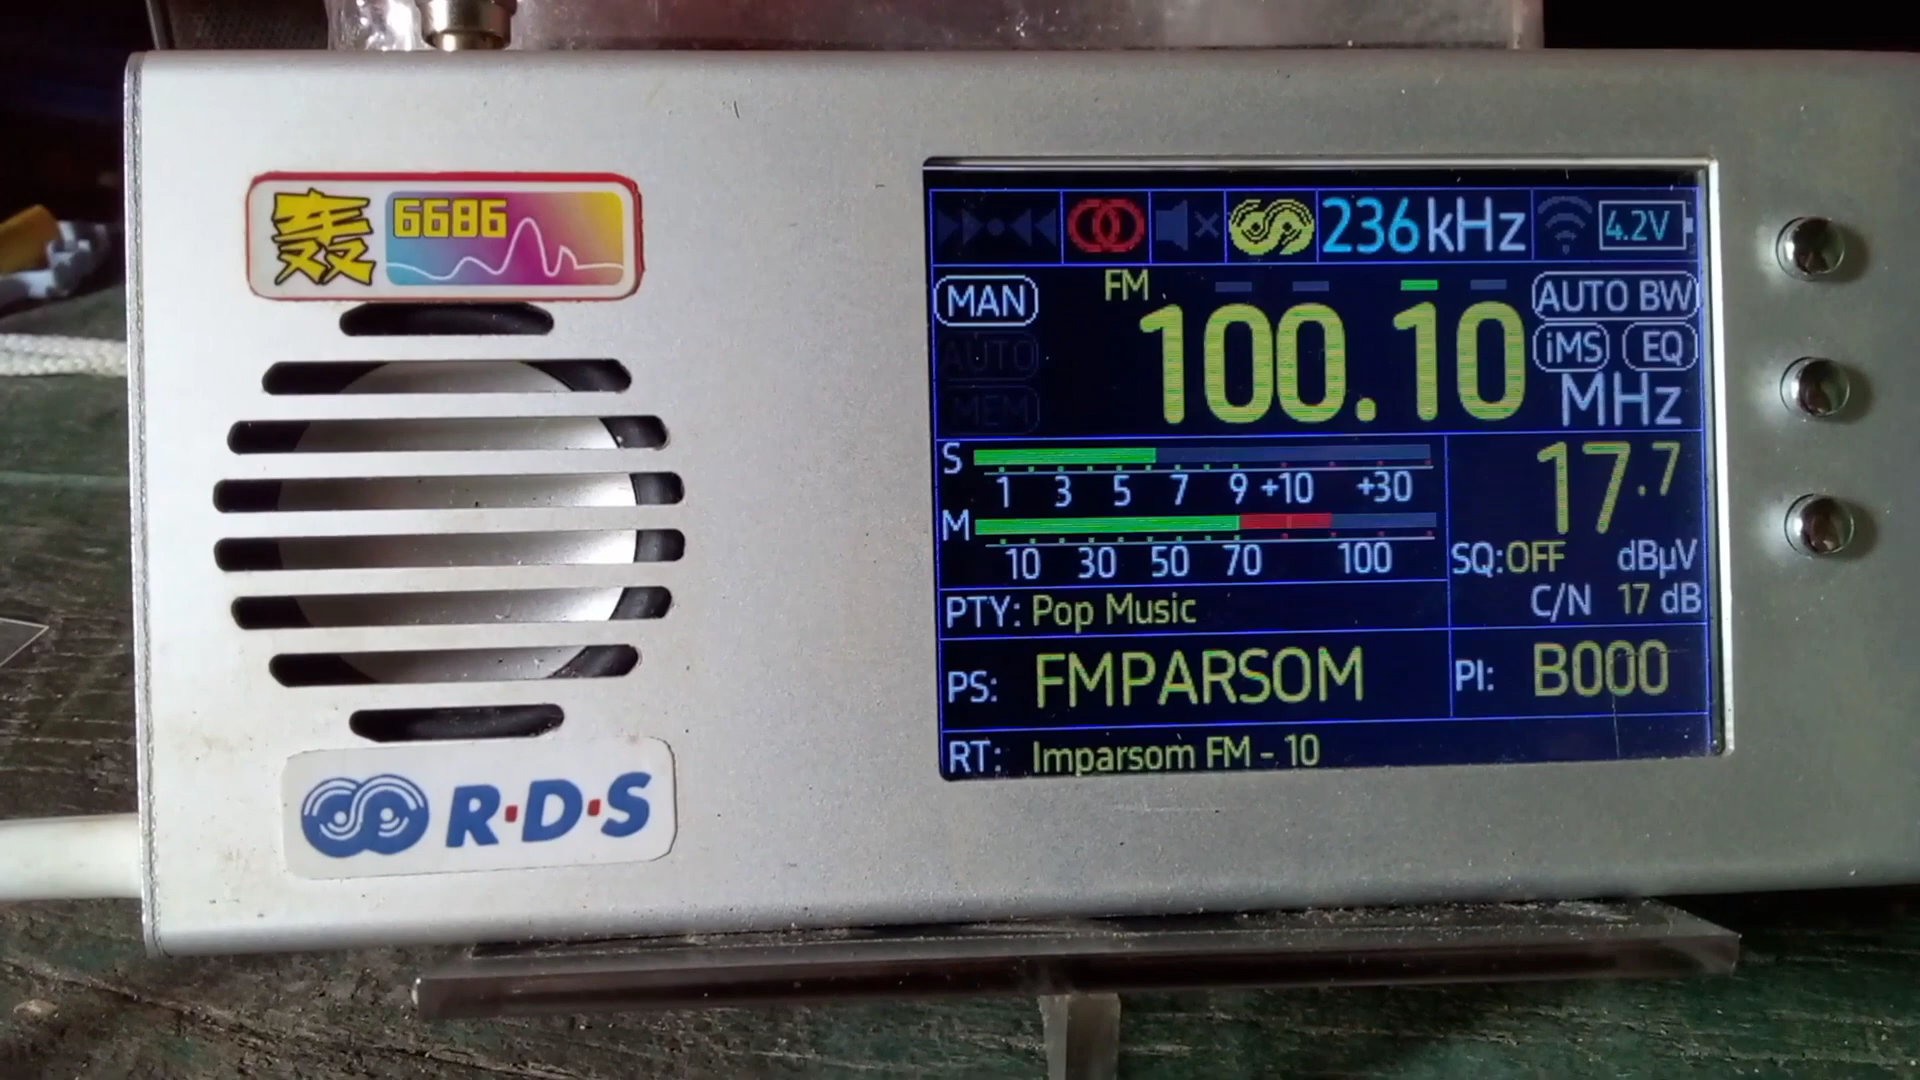 轰 6686
R·D·S
236kHz 4.2V
MAN FM AUTO BW
AUTO 100.10 iMS EQ
MEM MHz
S
1 3 5 7 9 +10 +30
17.7
M
10 30 50 70 100
SQ:OFF dBµV
C/N 17 dB
PTY: Pop Music
PS: FMPARSOM PI: B000
RT: Imparsom FM - 10